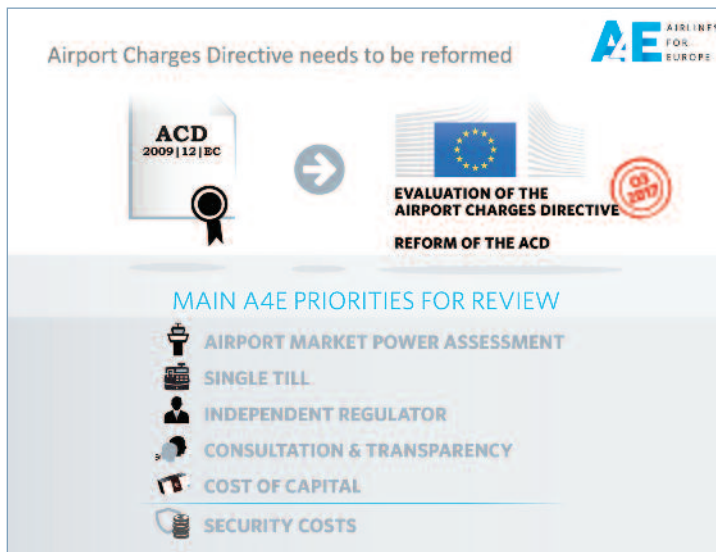 Airport Charges Directive needs to be reformed
A4E AIRLINES
FOR
EUROPE
ACD
2009|12|EC
EVALUATION OF THE
AIRPORT CHARGES DIRECTIVE
Q3
2017
REFORM OF THE ACD
MAIN A4E PRIORITIES FOR REVIEW
AIRPORT MARKET POWER ASSESSMENT
SINGLE TILL
INDEPENDENT REGULATOR
CONSULTATION & TRANSPARENCY
COST OF CAPITAL
SECURITY COSTS